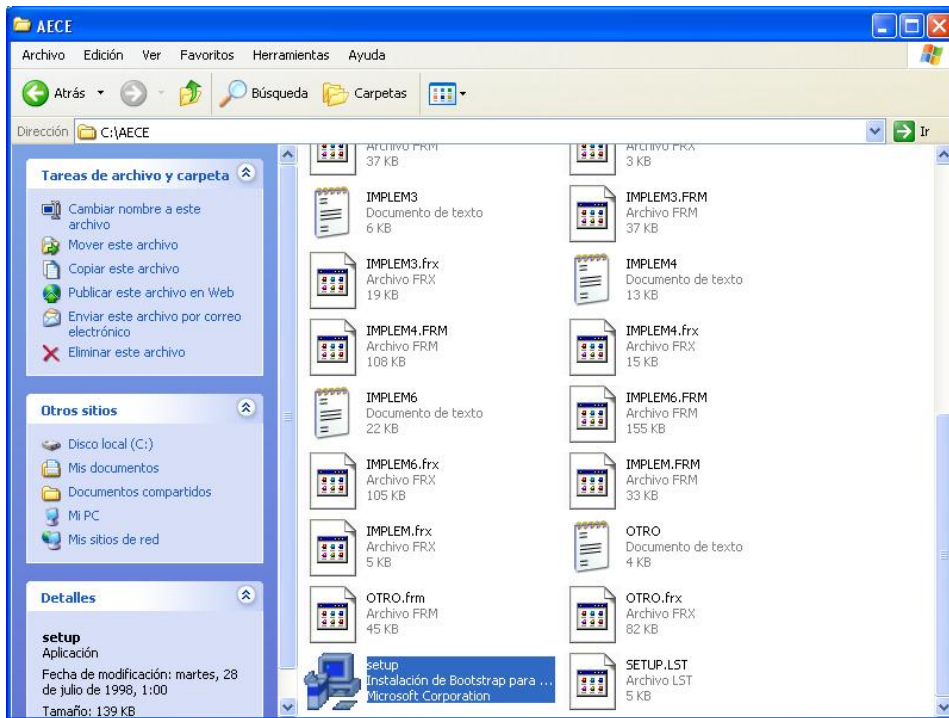 AECE
Archivo Edición Ver Favoritos Herramientas Ayuda
Atrás Búsqueda Carpetas
Dirección C:\AECE Ir
Tareas de archivo y carpeta
Cambiar nombre a este
archivo
Mover este archivo
Copiar este archivo
Publicar este archivo en Web
Enviar este archivo por correo
electrónico
Eliminar este archivo
Otros sitios
Disco local (C:)
Mis documentos
Documentos compartidos
Mi PC
Mis sitios de red
Detalles
setup
Aplicación
Fecha de modificación: martes, 28
de julio de 1998, 1:00
Tamaño: 139 KB
Archivo FRM
37 KB
Archivo FRX
3 KB
IMPLEM3
Documento de texto
6 KB
IMPLEM3.FRM
Archivo FRM
37 KB
IMPLEM3.frx
Archivo FRX
19 KB
IMPLEM4
Documento de texto
13 KB
IMPLEM4.FRM
Archivo FRM
108 KB
IMPLEM4.frx
Archivo FRX
15 KB
IMPLEM6
Documento de texto
22 KB
IMPLEM6.FRM
Archivo FRM
155 KB
IMPLEM6.frx
Archivo FRX
105 KB
IMPLEM.FRM
Archivo FRM
33 KB
IMPLEM.frx
Archivo FRX
5 KB
OTRO
Documento de texto
4 KB
OTRO.frm
Archivo FRM
45 KB
OTRO.frx
Archivo FRX
82 KB
setup
Instalación de Bootstrap para ...
Microsoft Corporation
SETUP.LST
Archivo LST
5 KB